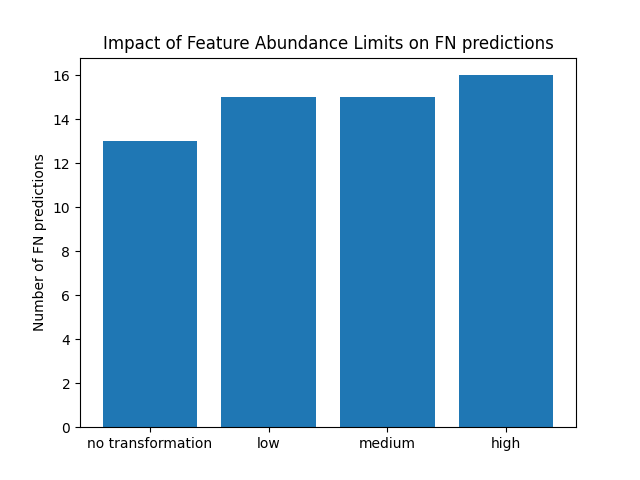 Impact of Feature Abundance Limits on FN predictions
Number of FN predictions
16
14
12
10
8
6
4
2
0
no transformation
low
medium
high